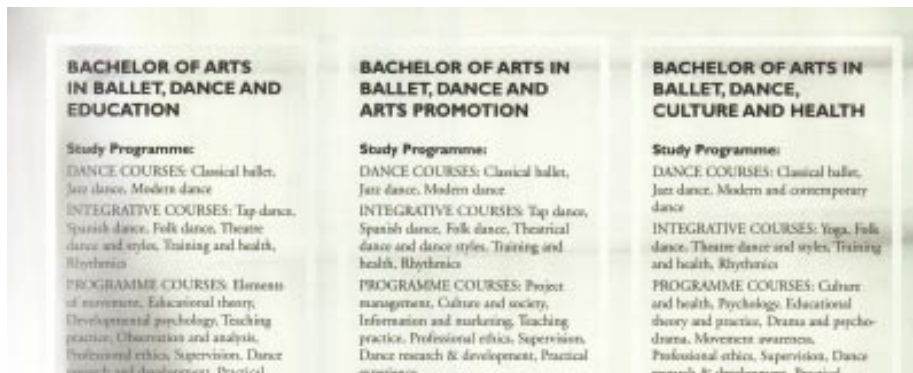 BACHELOR OF ARTS
IN BALLET, DANCE AND
EDUCATION
Study Programme:
DANCE COURSES: Classical ballet,
Jazz dance, Modern dance
INTEGRATIVE COURSES: Tap dance,
Spanish dance, Folk dance, Theatre
dance and styles, Training and health,
Rhythmics
PROGRAMME COURSES: Elements
of movement, Educational theory,
Developmental psychology, Teaching
practice, Observation and analysis,
Professional ethics, Supervision, Dance
research and development, Practical
BACHELOR OF ARTS IN
BALLET, DANCE AND
ARTS PROMOTION
Study Programme:
DANCE COURSES: Classical ballet,
Jazz dance, Modern dance
INTEGRATIVE COURSES: Tap dance,
Spanish dance, Folk dance, Theatrical
dance and dance styles, Training and
health, Rhythmics
PROGRAMME COURSES: Project
management, Culture and society,
Information and marketing, Teaching
practice, Professional ethics, Supervision,
Dance research & development, Practical
experience
BACHELOR OF ARTS IN
BALLET, DANCE,
CULTURE AND HEALTH
Study Programme:
DANCE COURSES: Classical ballet,
Jazz dance, Modern and contemporary
dance
INTEGRATIVE COURSES: Yoga, Folk
dance, Theatre dance and styles, Training
and health, Rhythmics
PROGRAMME COURSES: Culture
and health, Psychology, Educational
theory and practice, Drama and psycho-
drama, Movement awareness,
Professional ethics, Supervision, Dance
research & development, Practical